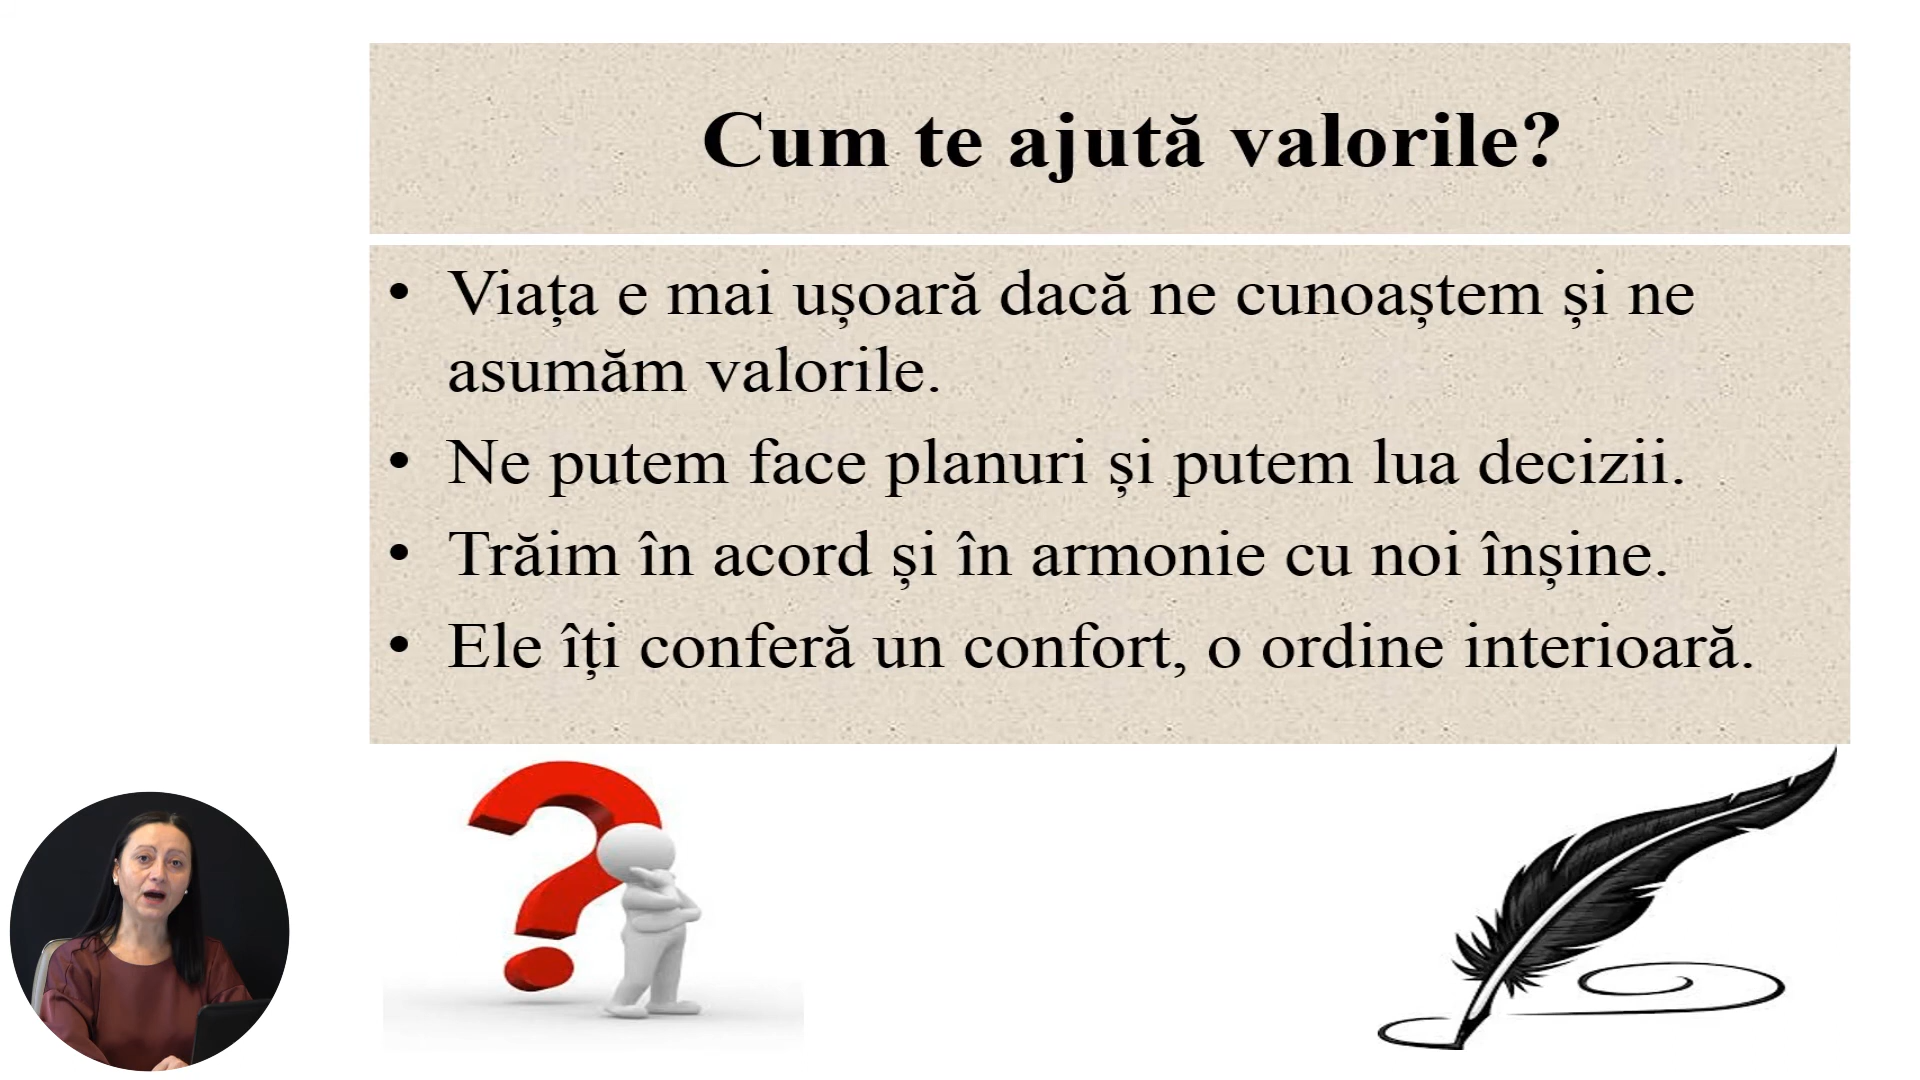 Cum te ajută valorile?
• Viața e mai ușoară dacă ne cunoaștem și ne
asumăm valorile.
• Ne putem face planuri și putem lua decizii.
• Trăim în acord și în armonie cu noi înșine.
• Ele îți conferă un confort, o ordine interioară.